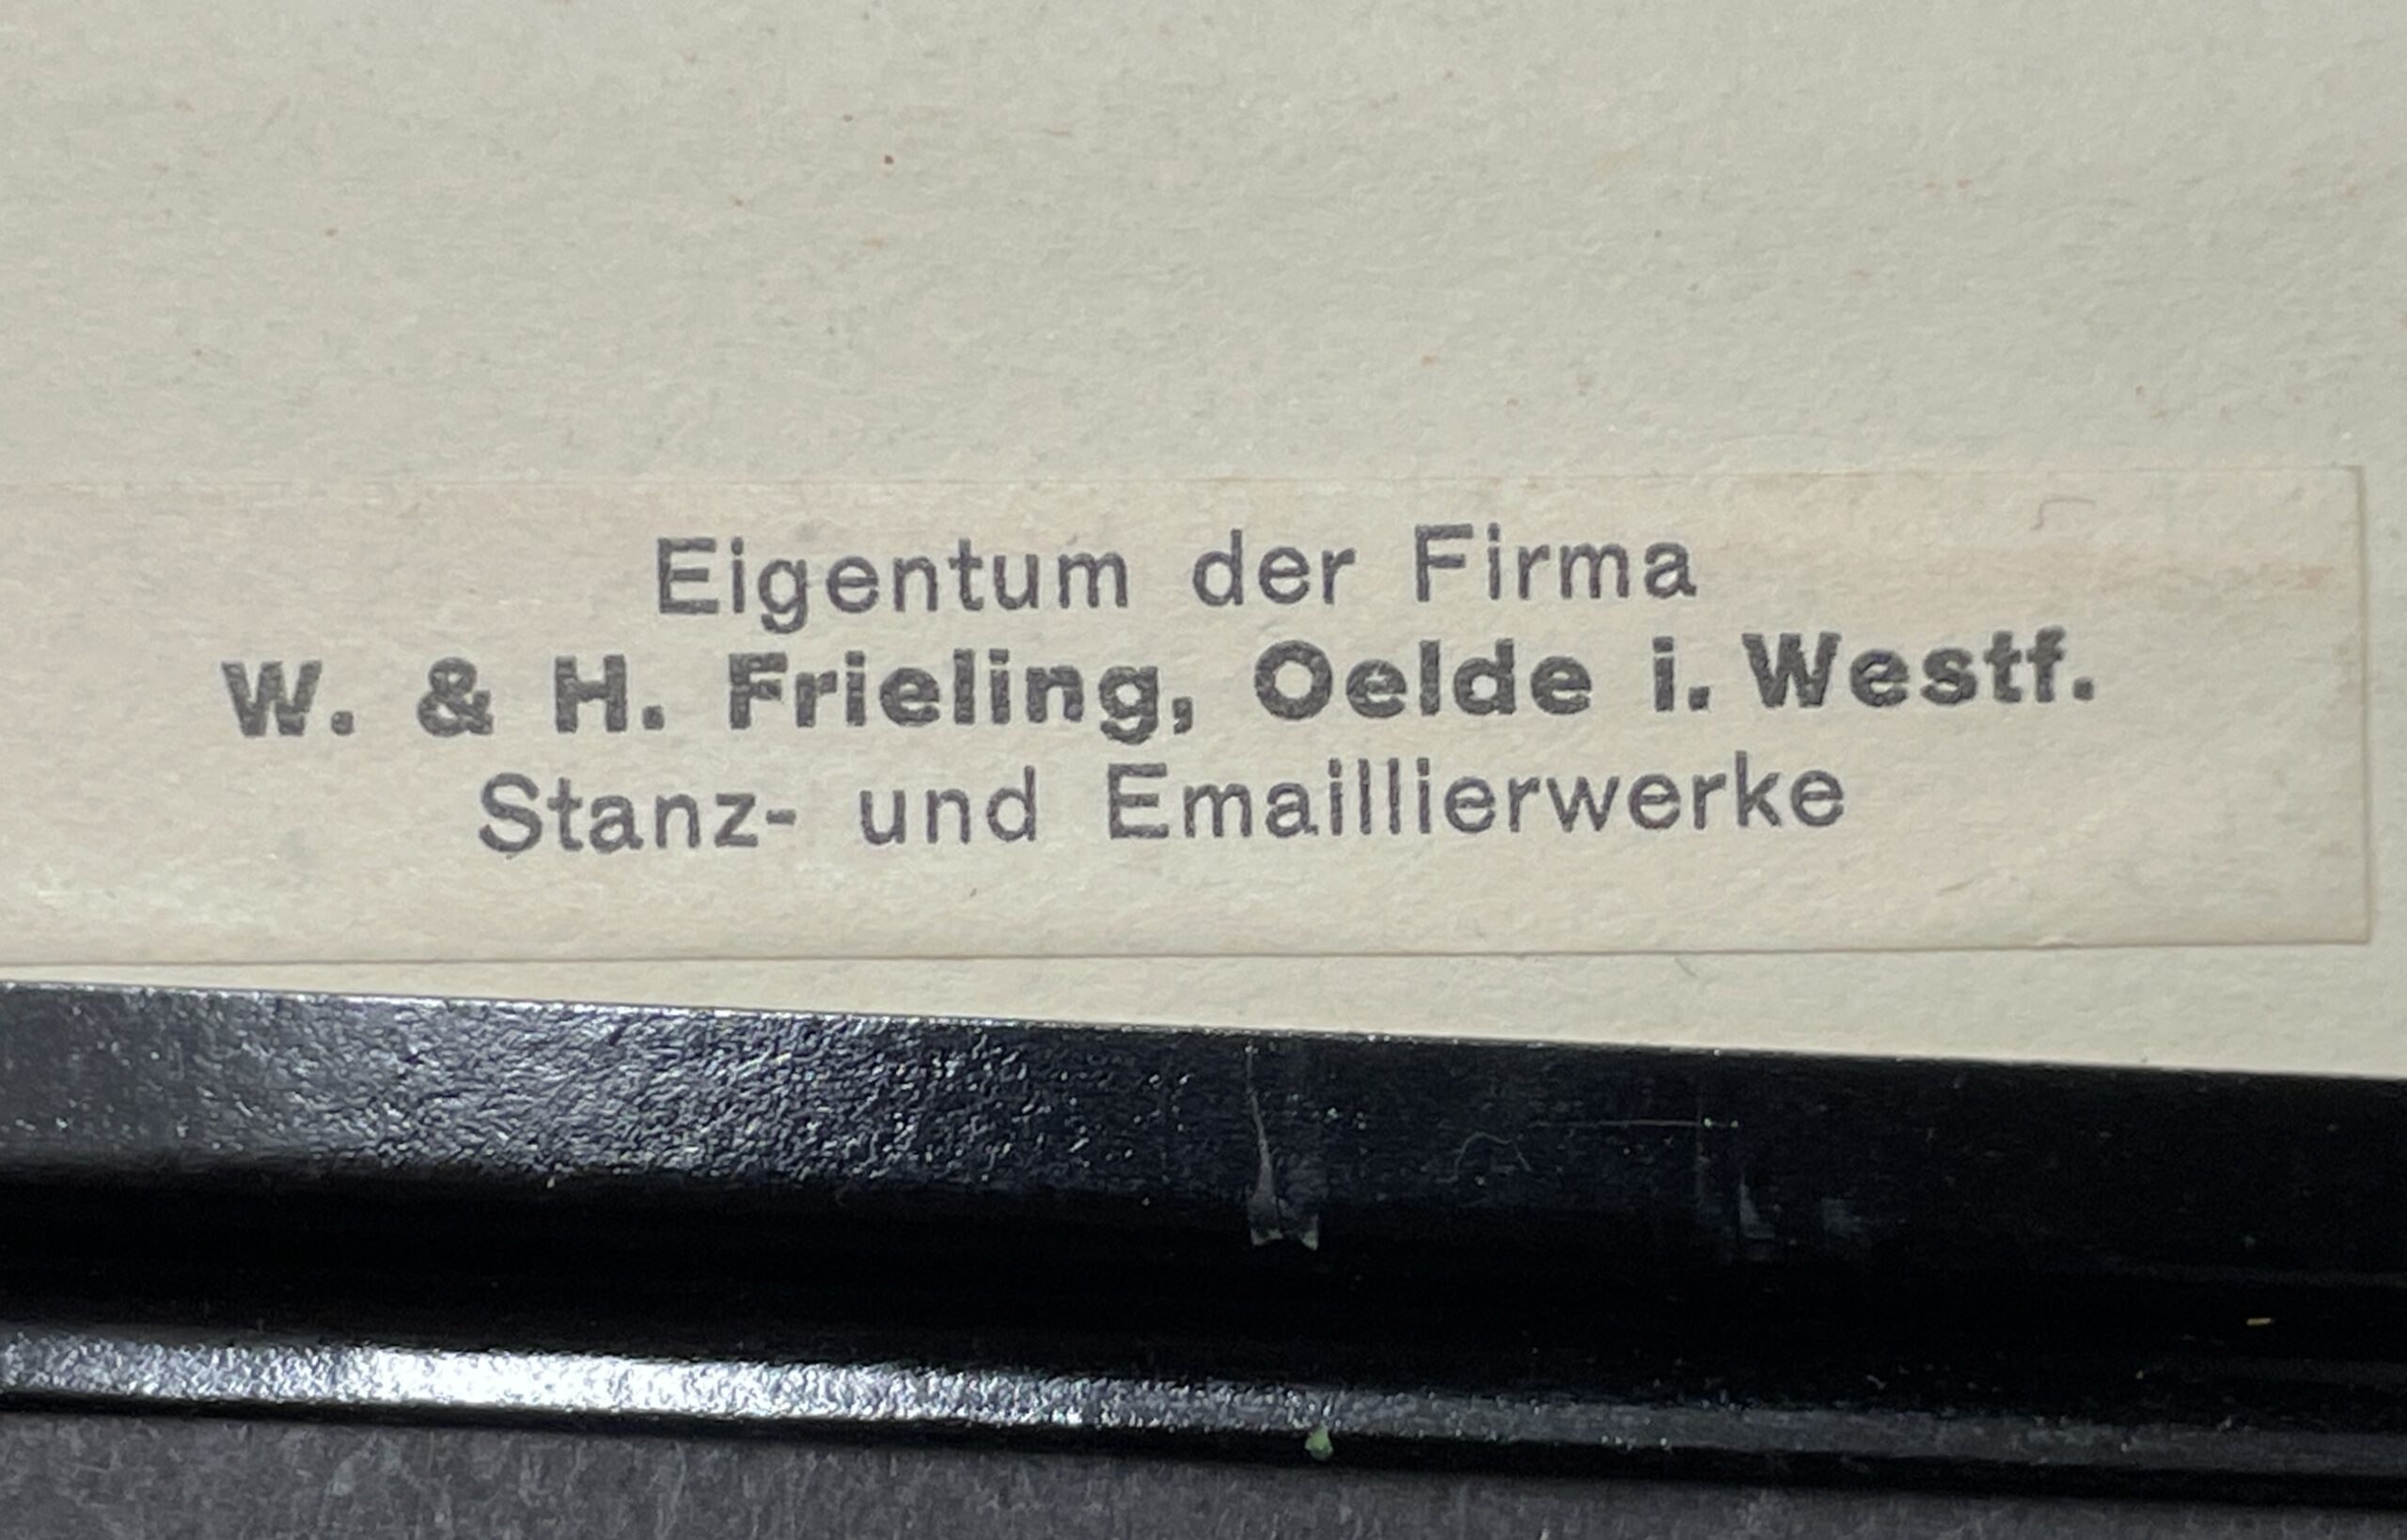 Eigentum der Firma
W. & H. Frieling, Oelde i. Westf.
Stanz- und Emaillierwerke